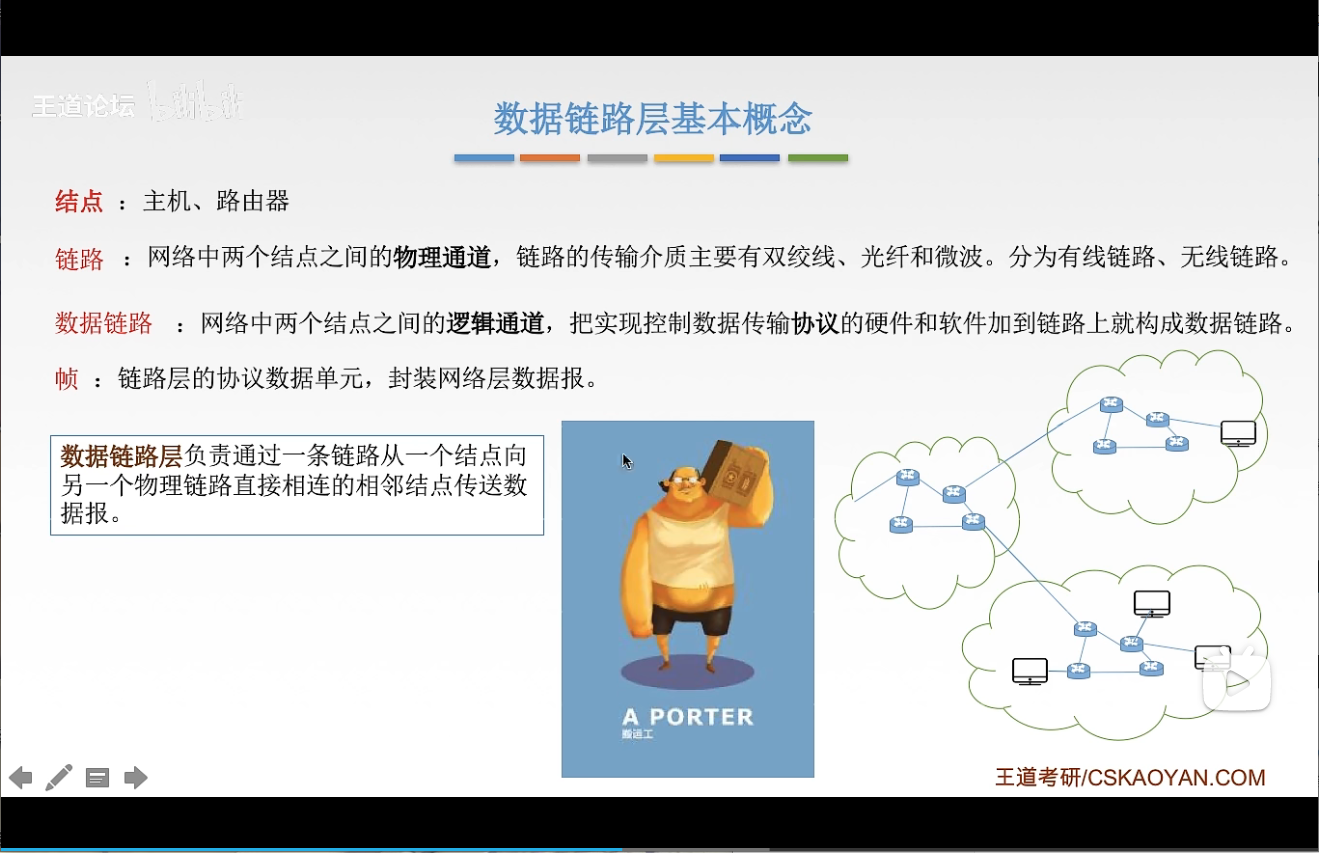 王道论坛 bilibili
数据链路层基本概念
结点 ：主机、路由器
链路 ：网络中两个结点之间的物理通道，链路的传输介质主要有双绞线、光纤和微波。分为有线链路、无线链路。
数据链路 ：网络中两个结点之间的逻辑通道，把实现控制数据传输协议的硬件和软件加到链路上就构成数据链路。
帧 ：链路层的协议数据单元，封装网络层数据报。
数据链路层负责通过一条链路从一个结点向
另一个物理链路直接相连的相邻结点传送数
据报。
A PORTER
搬运工
王道考研/CSKAOYAN.COM